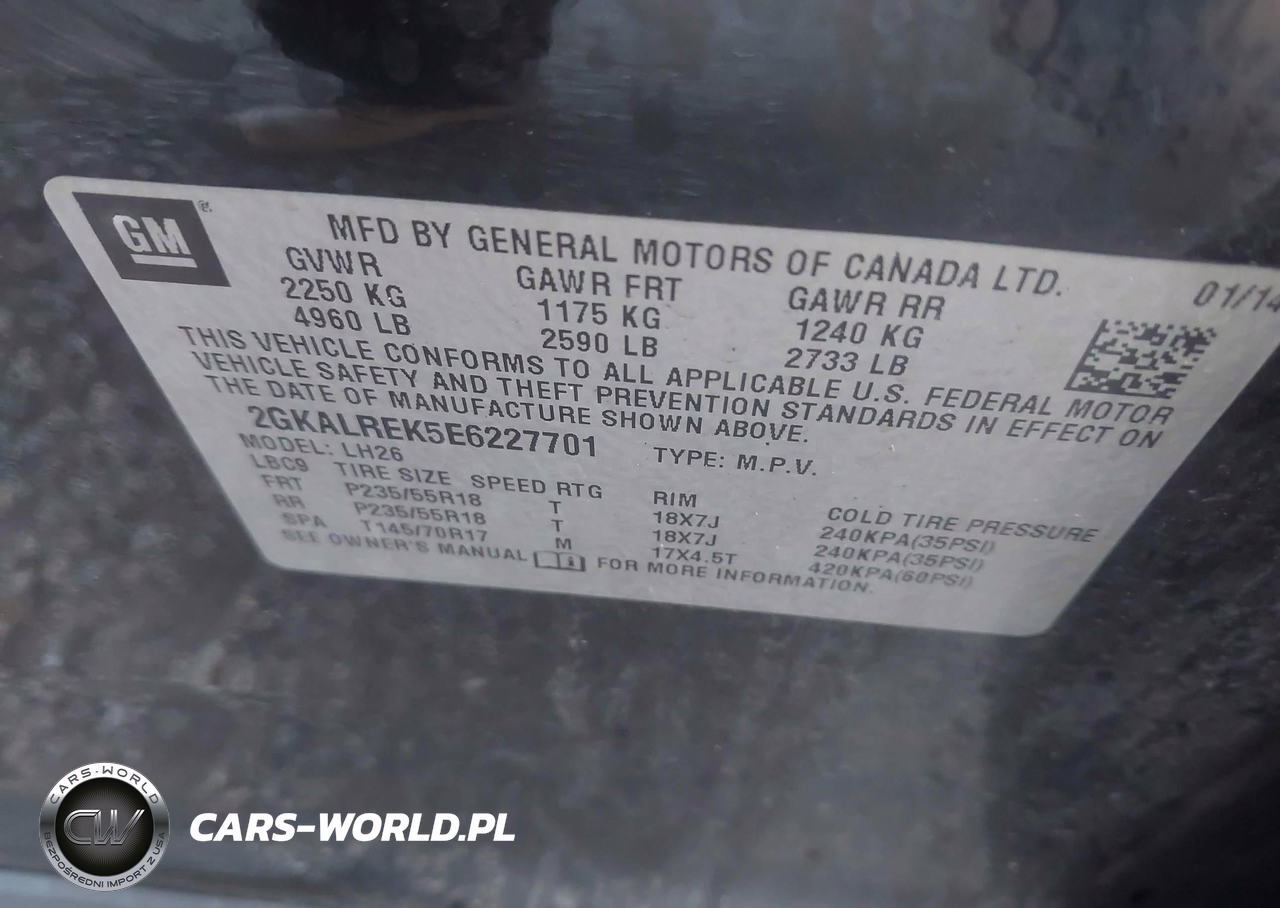 GM
MFD BY GENERAL MOTORS OF CANADA LTD.
01/14
GVWR GAWR FRT GAWR RR
2250 KG 1175 KG 1240 KG
4960 LB 2590 LB 2733 LB
THIS VEHICLE CONFORMS TO ALL APPLICABLE U.S. FEDERAL MOTOR
VEHICLE SAFETY AND THEFT PREVENTION STANDARDS IN EFFECT ON
THE DATE OF MANUFACTURE SHOWN ABOVE.
2GKALREK5E6227701 TYPE: M.P.V.
MODEL: LH26
LBC9 TIRE SIZE SPEED RTG RIM COLD TIRE PRESSURE
FRT P235/55R18 T 18X7J 240KPA(35PSI)
RR P235/55R18 T 18X7J 240KPA(35PSI)
SPA T145/70R17 M 17X4.5T 420KPA(60PSI)
SEE OWNER'S MANUAL FOR MORE INFORMATION.
CARS-WORLD
CW
BEZPOŚREDNI IMPORT Z USA
CARS-WORLD.PL